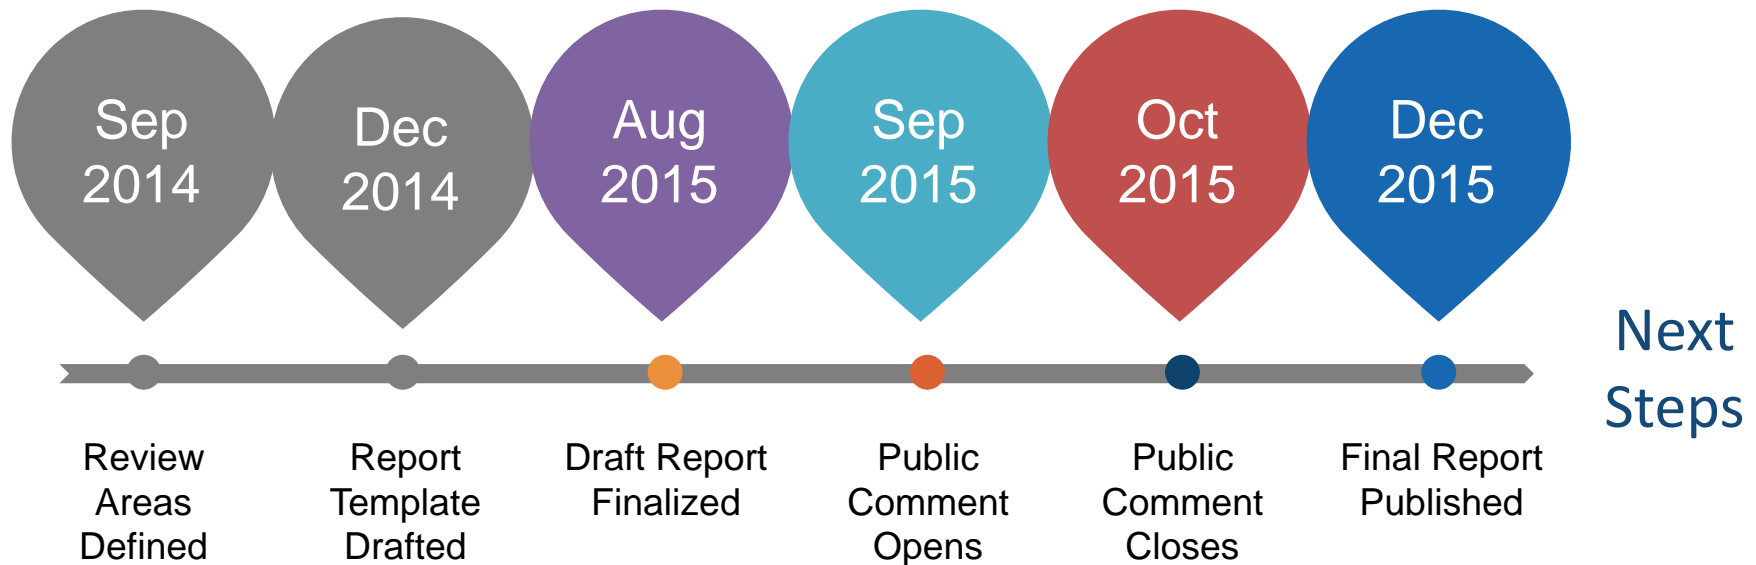 Sep
2014
Dec
2014
Aug
2015
Sep
2015
Oct
2015
Dec
2015
Next
Steps
Review
Areas
Defined
Report
Template
Drafted
Draft Report
Finalized
Public
Comment
Opens
Public
Comment
Closes
Final Report
Published